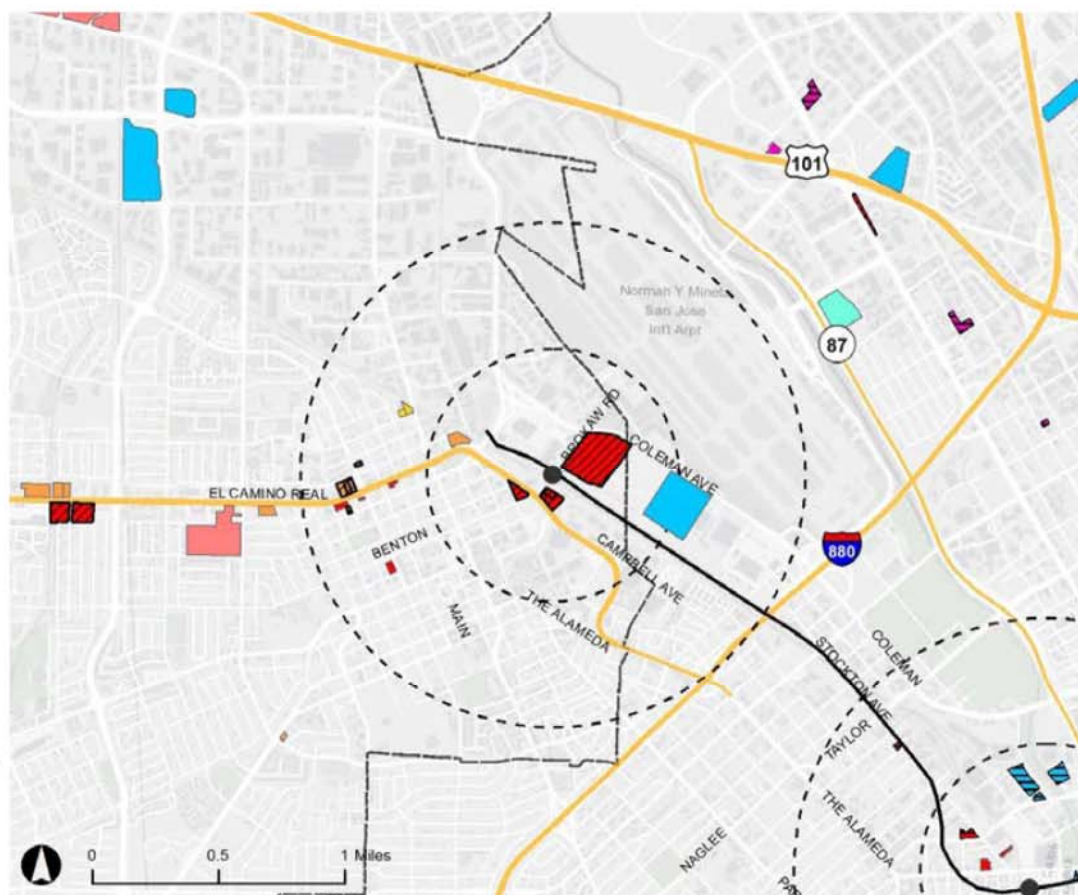 101
Norman Y Mineta
San Jose
Int'l Arpt
87
BROKAW RD
COLEMAN AVE
EL CAMINO REAL
880
BENTON
CAMPBELL AVE
MAIN
THE ALAMEDA
COLEMAN
STOCKTON AVE
TAYLOR
THE ALAMEDA
NAGLEE
0 0.5 1 Miles